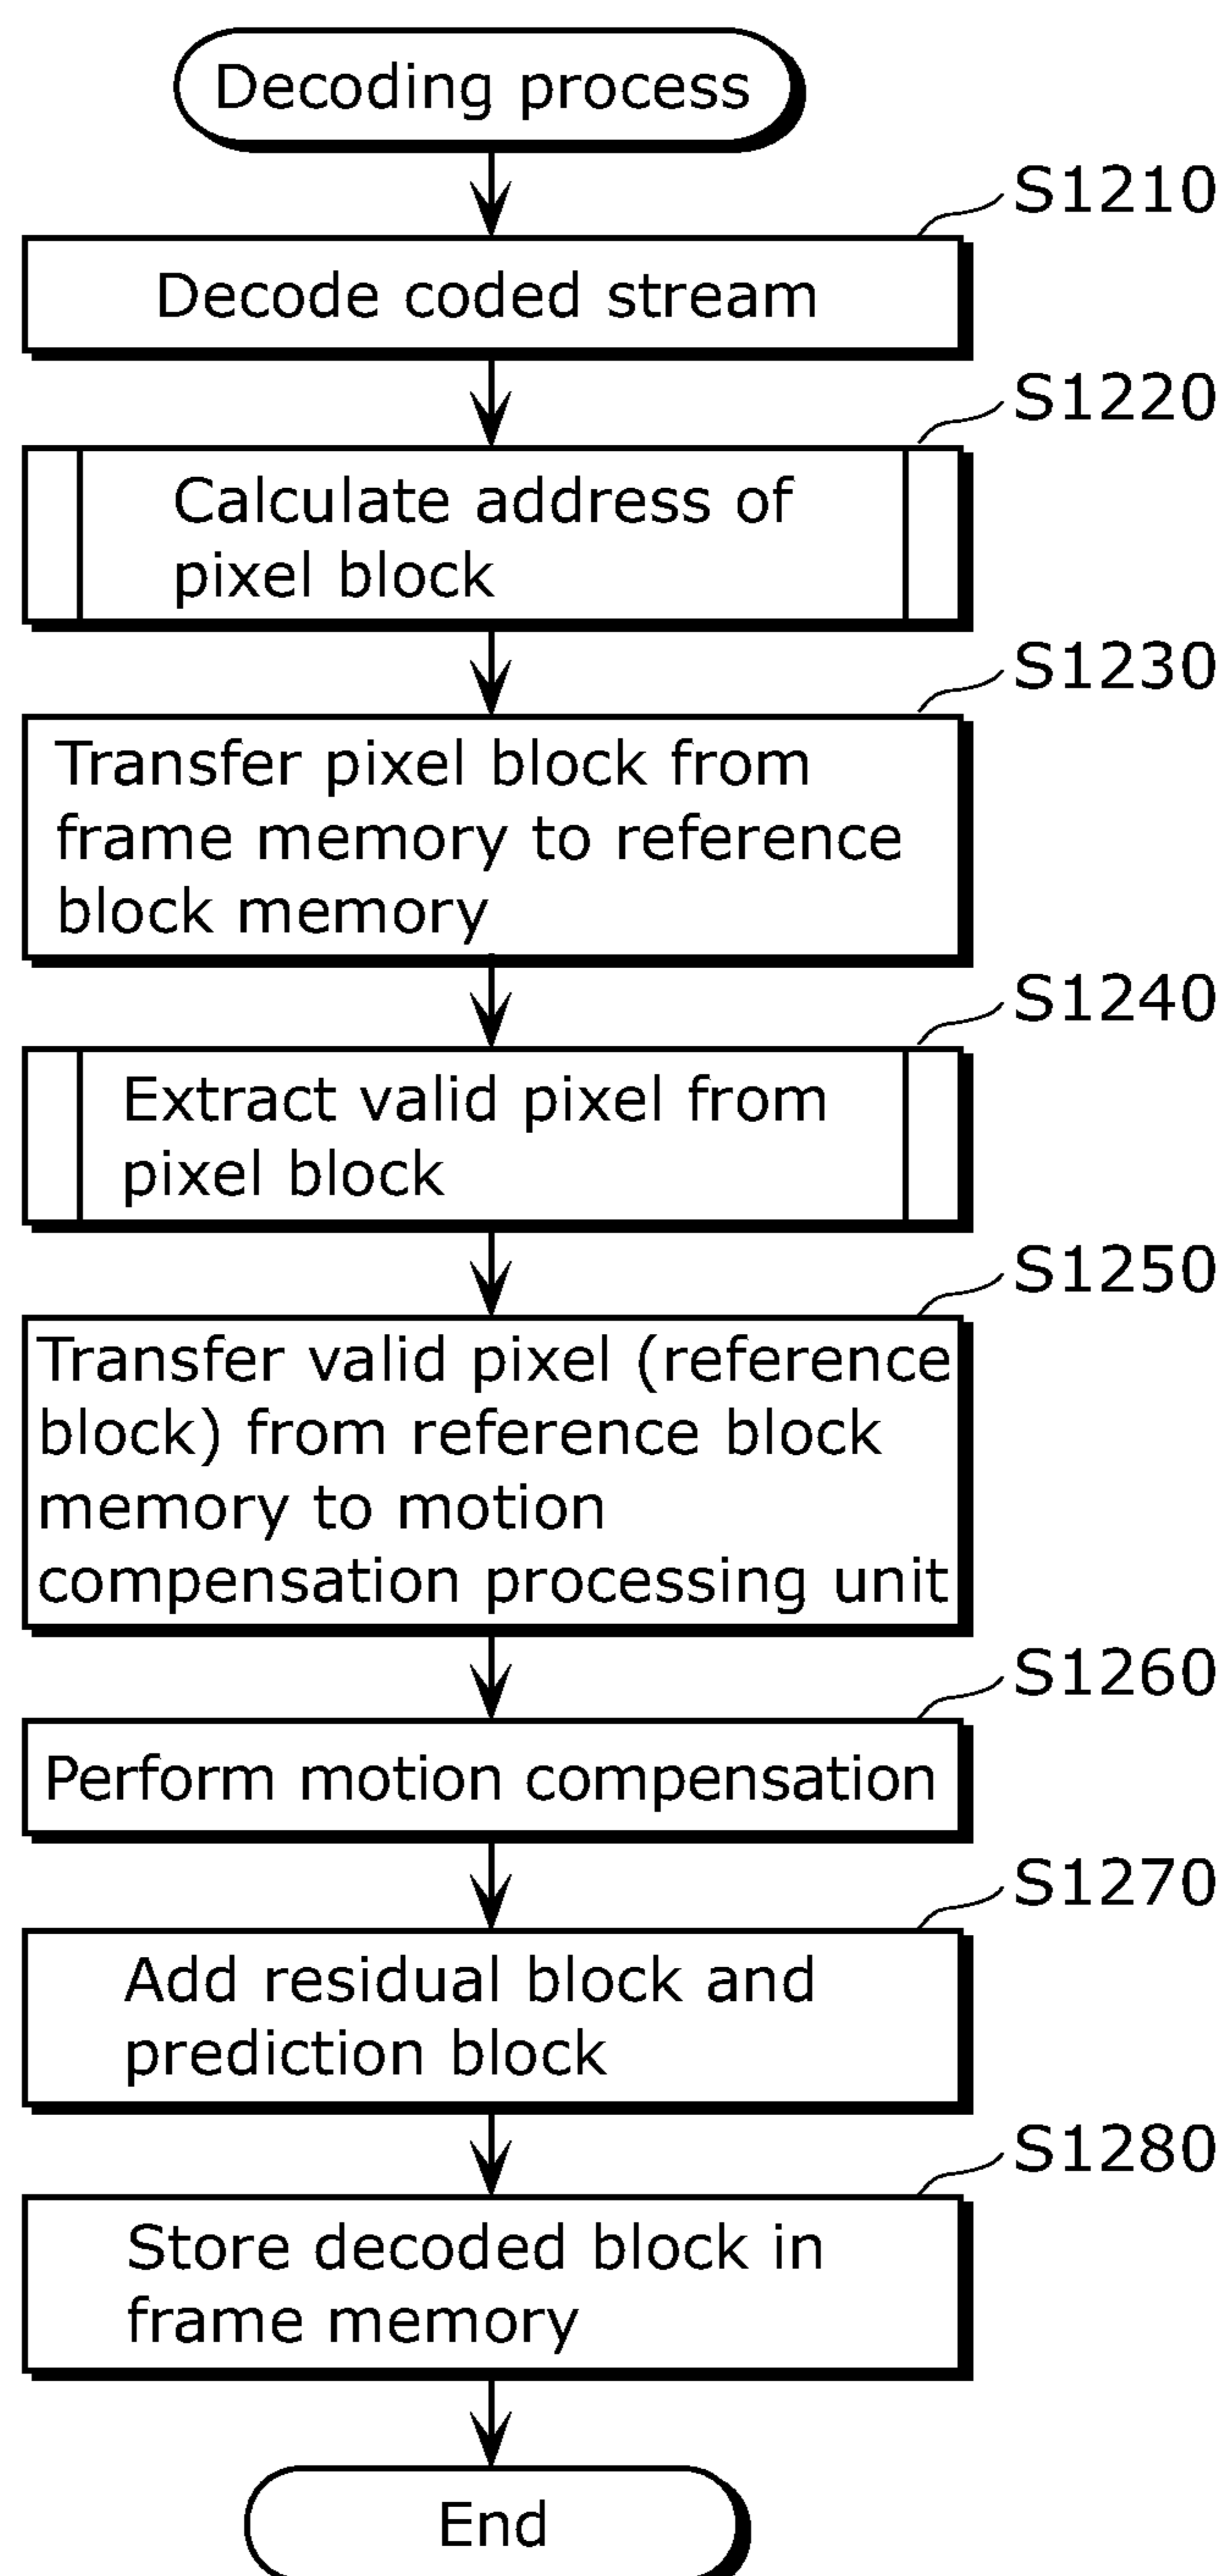 Decoding process
S1210
Decode coded stream
S1220
Calculate address of
pixel block
S1230
Transfer pixel block from
frame memory to reference
block memory
S1240
Extract valid pixel from
pixel block
S1250
Transfer valid pixel (reference
block) from reference block
memory to motion
compensation processing unit
S1260
Perform motion compensation
S1270
Add residual block and
prediction block
S1280
Store decoded block in
frame memory
End